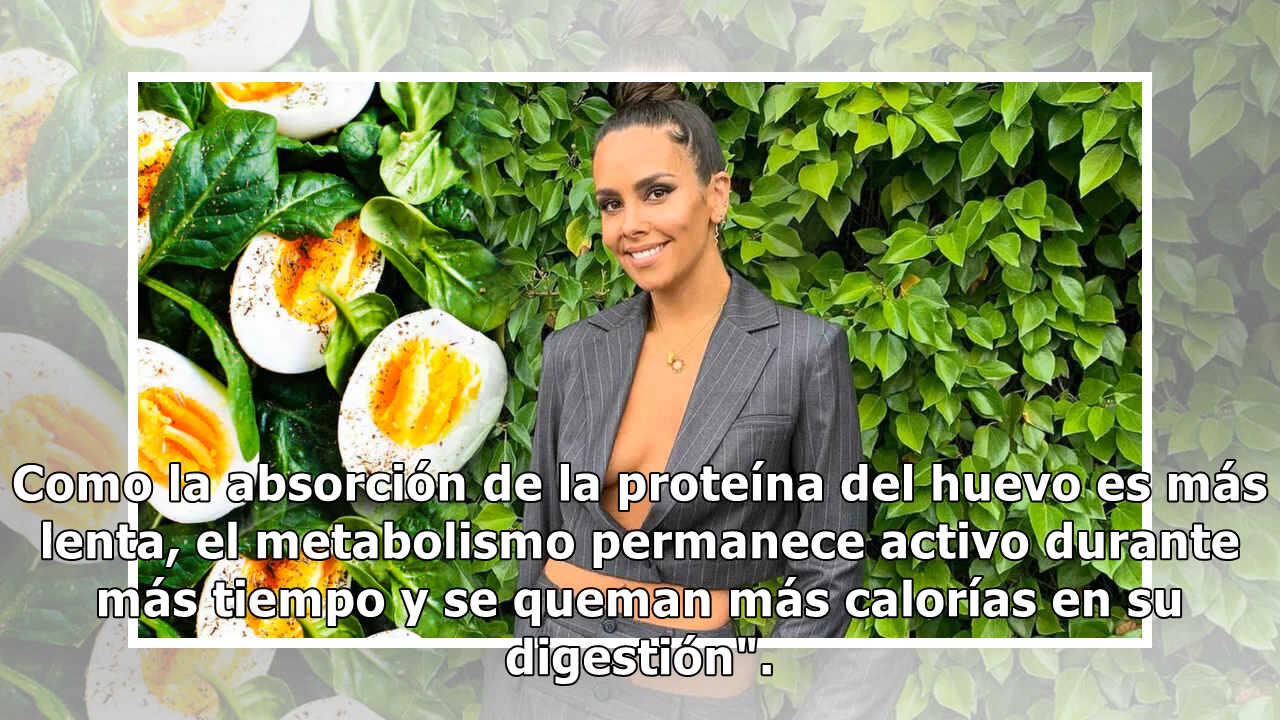 Como la absorción de la proteína del huevo es más
lenta, el metabolismo permanece activo durante
más tiempo y se queman más calorías en su
digestión".